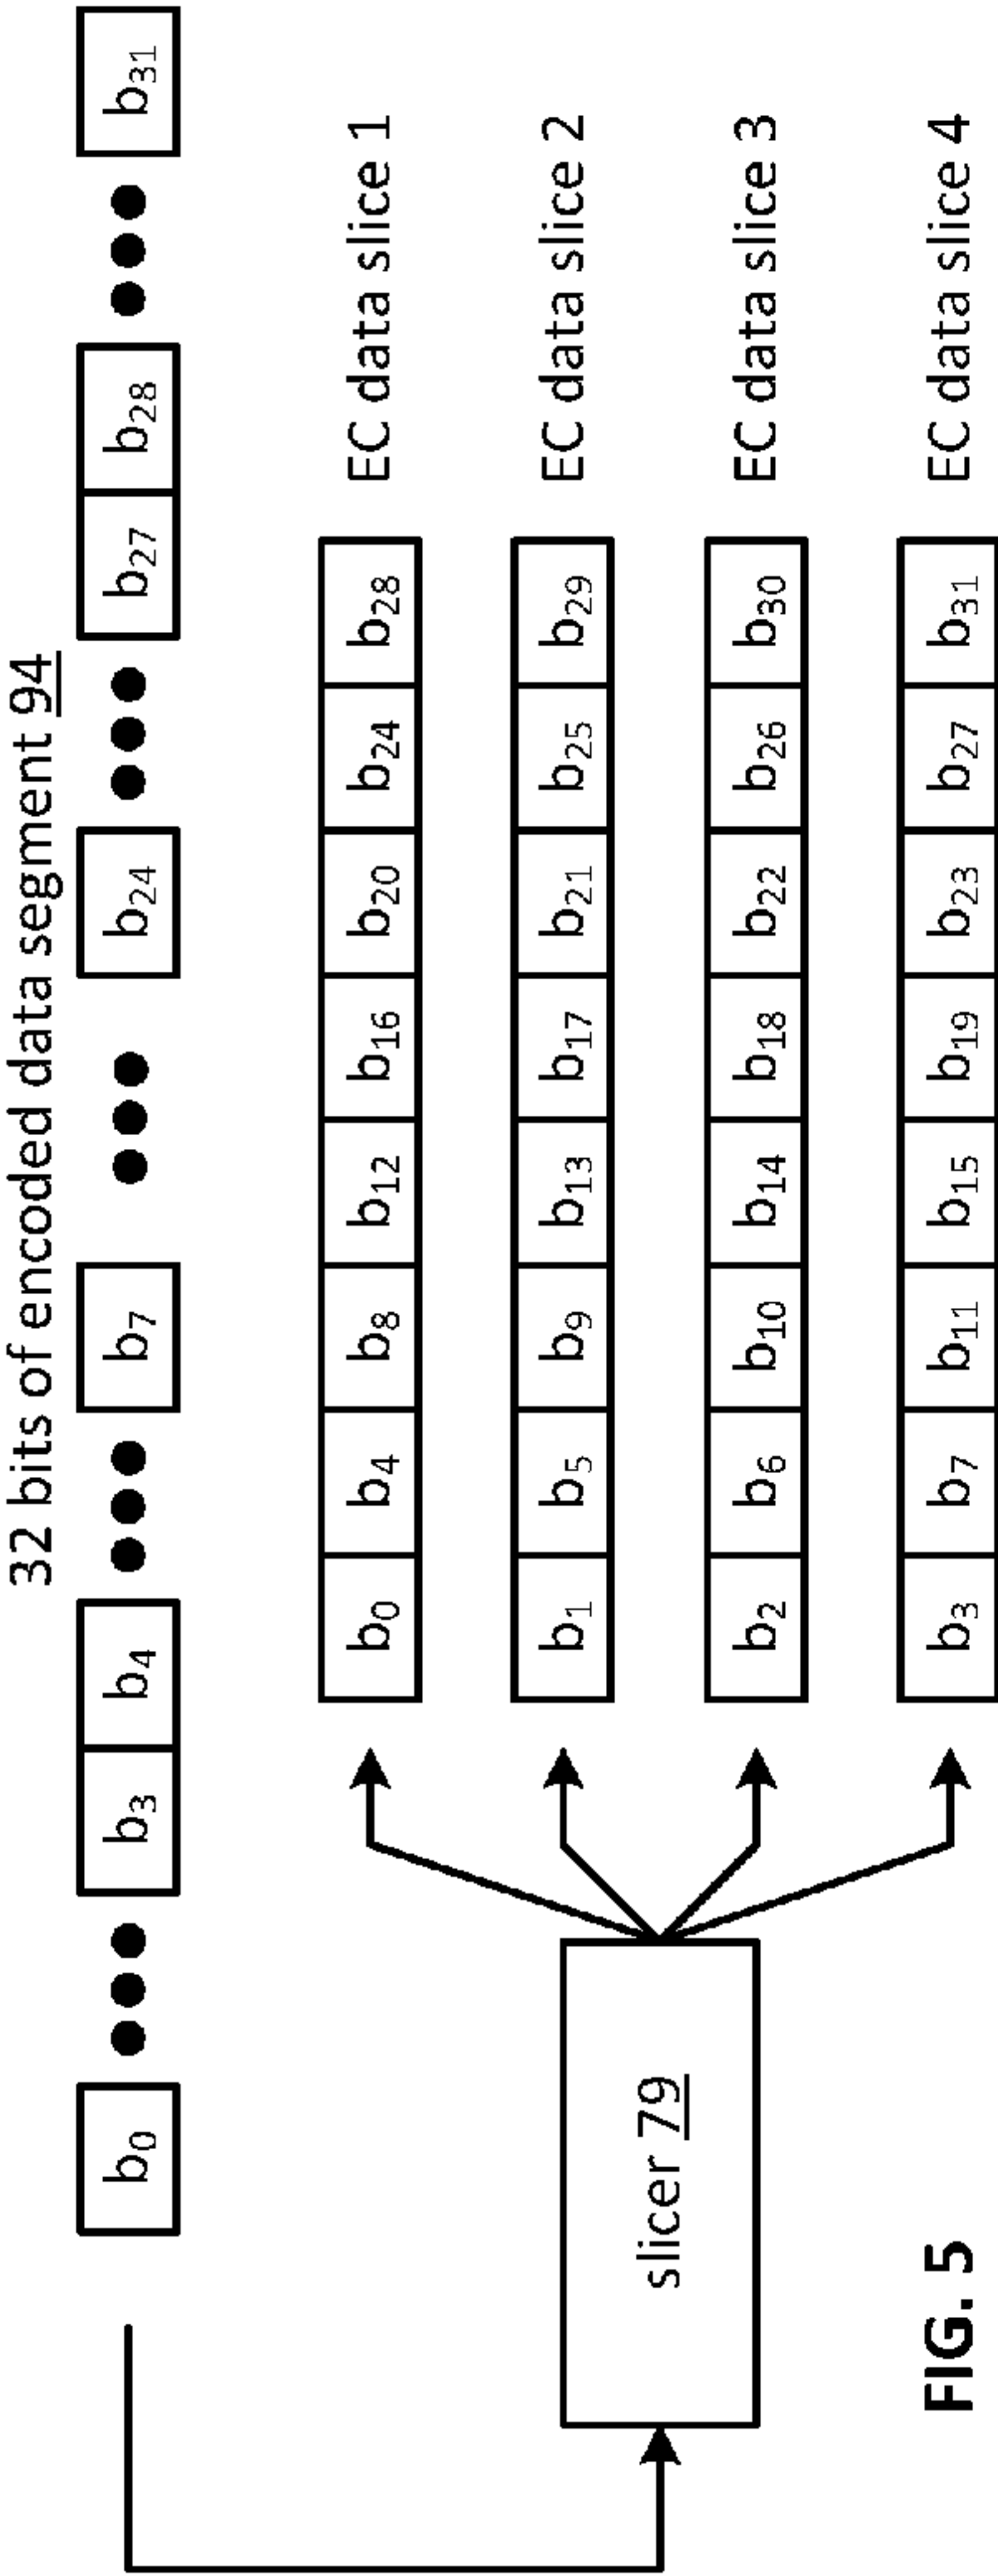 32 bits of encoded data segment 94
b0 b3 b4 b7 b24 b27 b28 b31
b0 b4 b8 b12 b16 b20 b24 b28 EC data slice 1
b1 b5 b9 b13 b17 b21 b25 b29 EC data slice 2
slicer 79
b2 b6 b10 b14 b18 b22 b26 b30 EC data slice 3
b3 b7 b11 b15 b19 b23 b27 b31 EC data slice 4
FIG. 5